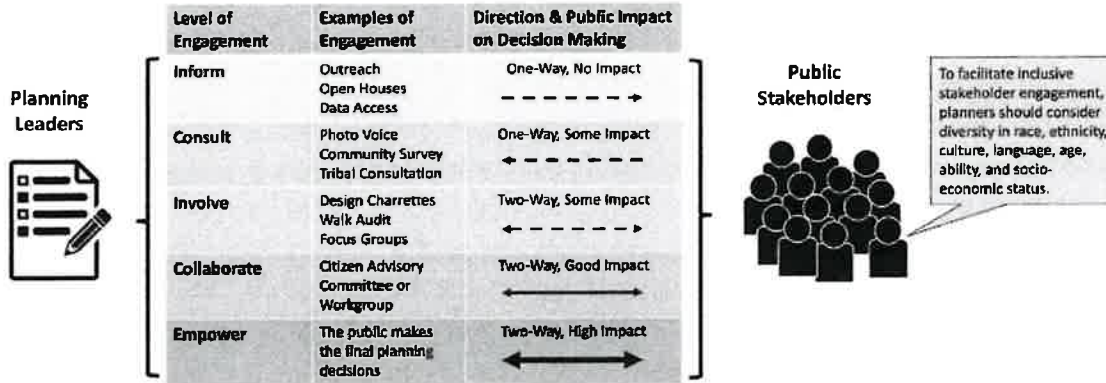 Level of Engagement
Examples of Engagement
Direction & Public Impact on Decision Making
Planning
Leaders
Inform
Outreach
Open Houses
Data Access
One-Way, No Impact
Consult
Photo Voice
Community Survey
Tribal Consultation
One-Way, Some Impact
Involve
Design Charrettes
Walk Audit
Focus Groups
Two-Way, Some Impact
Collaborate
Citizen Advisory
Committee or
Workgroup
Two-Way, Good Impact
Empower
The public makes
the final planning
decisions
Two-Way, High Impact
Public
Stakeholders
To facilitate inclusive
stakeholder engagement,
planners should consider
diversity in race, ethnicity,
culture, language, age,
ability, and socio-
economic status.